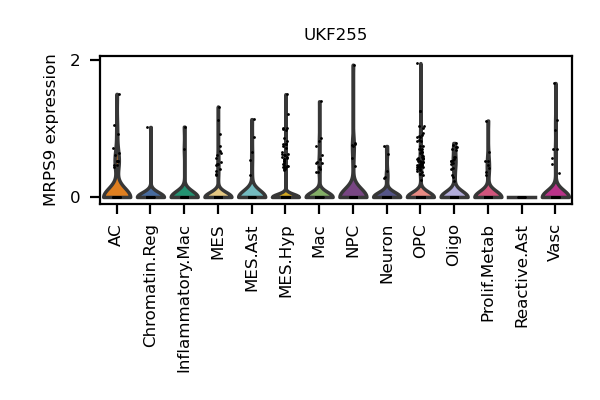 UKF255
MRPS9 expression
2
0
AC
Chromatin.Reg
Inflammatory.Mac
MES
MES.Ast
MES.Hyp
Mac
NPC
Neuron
OPC
Oligo
Prolif.Metab
Reactive.Ast
Vasc